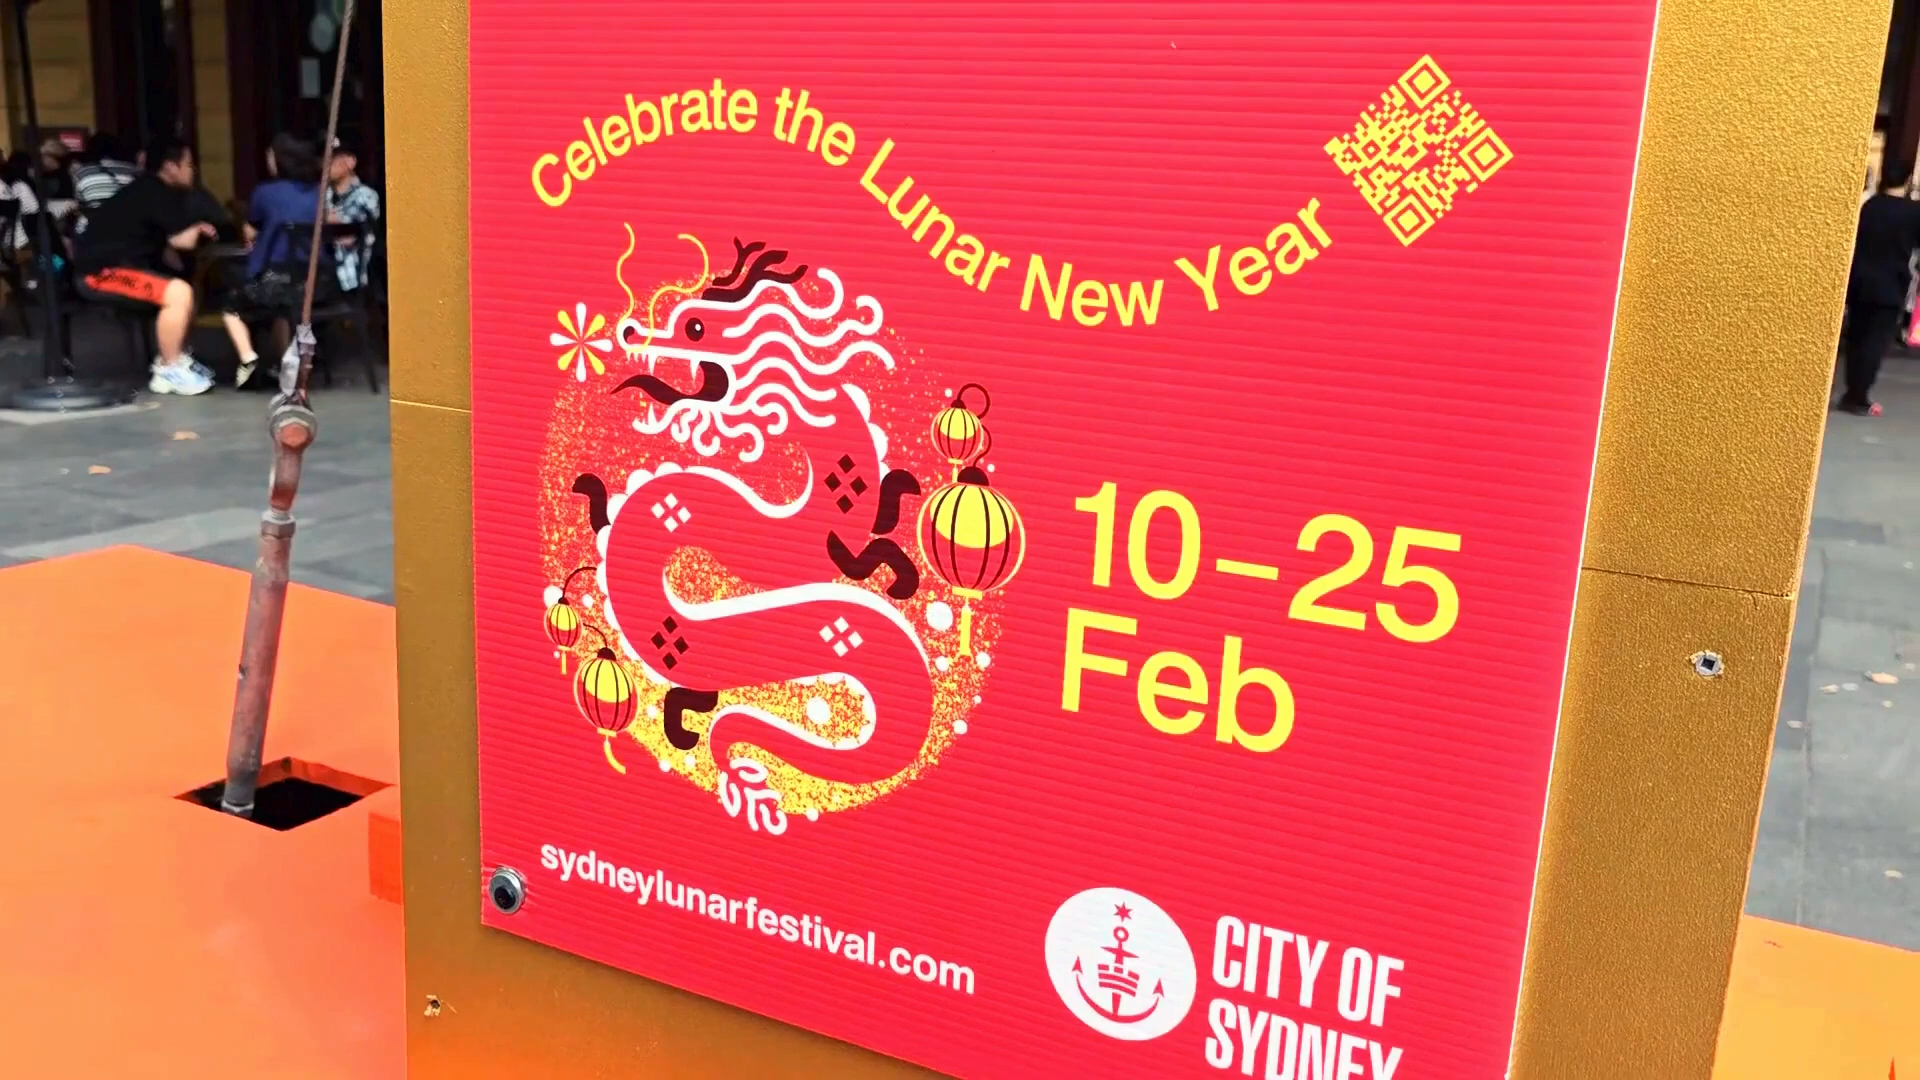 Celebrate the Lunar New Year
10–25
Feb
sydneylunarfestival.com
CITY OF
SYDNEY